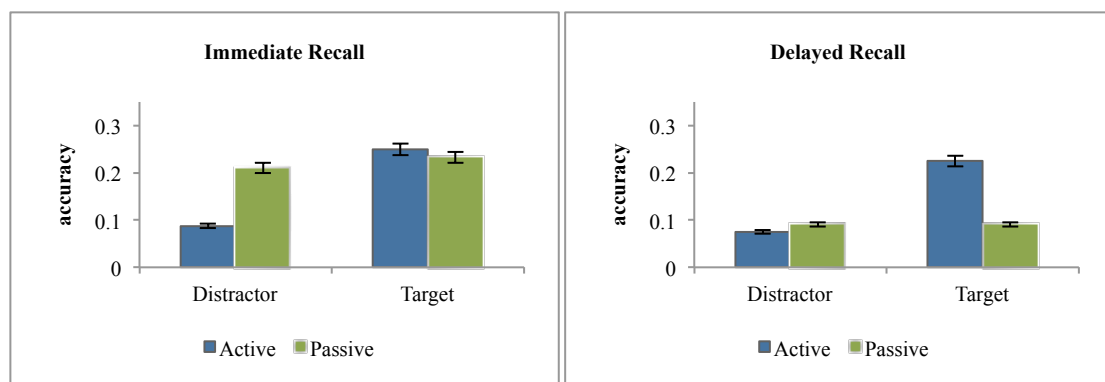 Immediate Recall
accuracy
0.3
0.2
0.1
0
Distractor Target
Active Passive
Delayed Recall
accuracy
0.3
0.2
0.1
0
Distractor Target
Active Passive